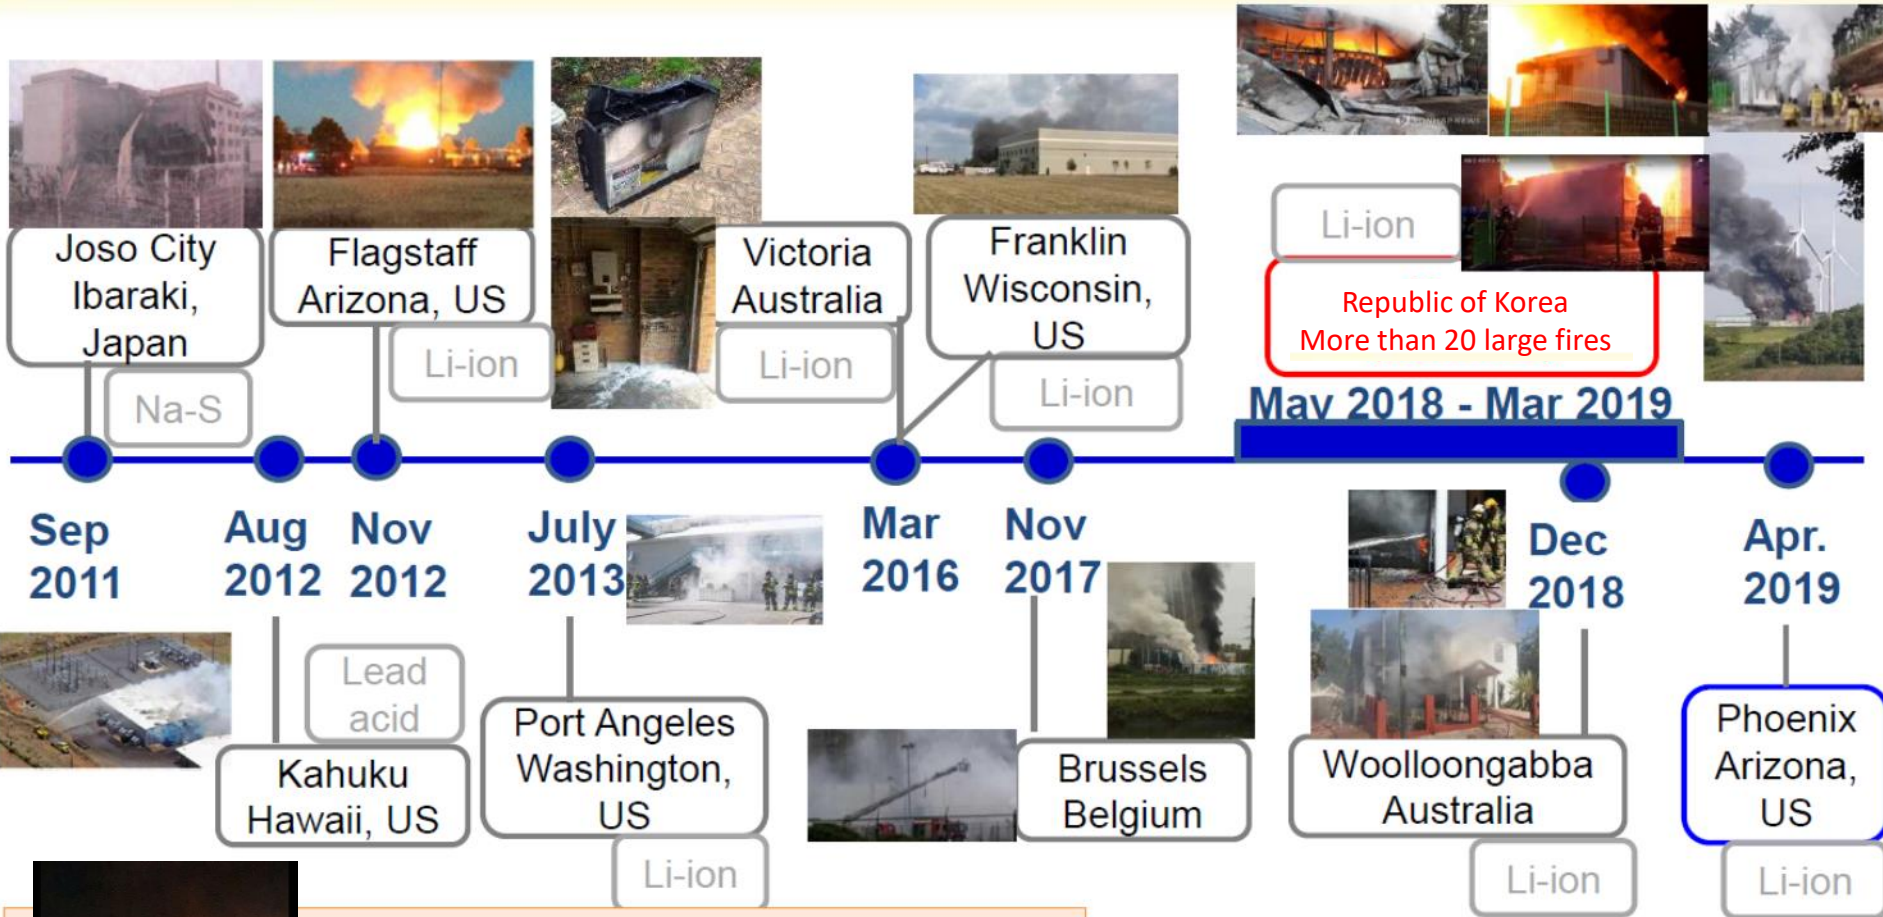 Joso City
Ibaraki,
Japan
Na-S
Flagstaff
Arizona, US
Li-ion
Victoria
Australia
Li-ion
Franklin
Wisconsin,
US
Li-ion
Li-ion
Republic of Korea
More than 20 large fires
May 2018 - Mar 2019
Sep
2011
Aug
2012
Nov
2012
July
2013
Mar
2016
Nov
2017
Dec
2018
Apr.
2019
Lead
acid
Kahuku
Hawaii, US
Port Angeles
Washington,
US
Li-ion
Brussels
Belgium
Woolloongabba
Australia
Li-ion
Phoenix
Arizona,
US
Li-ion